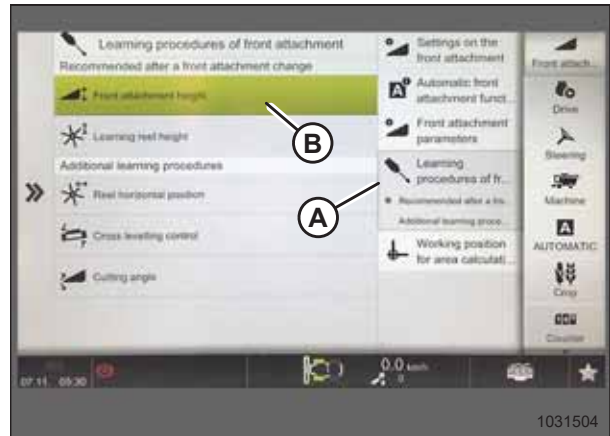 Learning procedures of front attachment
Recommended after a front attachment change
Front attachment height
Learning reel height
Additional learning procedures
Reel horizontal position
Cross levelling control
Cutting angle
Settings on the
front attachment
Automatic front
attachment funct...
Front attachment
parameters
Learning
procedures of fr...
Recommended after a fro...
Additional learning proce...
Working position
for area calculati...
Front attach...
Drive
Steering
Machine
AUTOMATIC
Crop
Counter
B
A
07.11 05:30
0.0 km/h
0
1031504